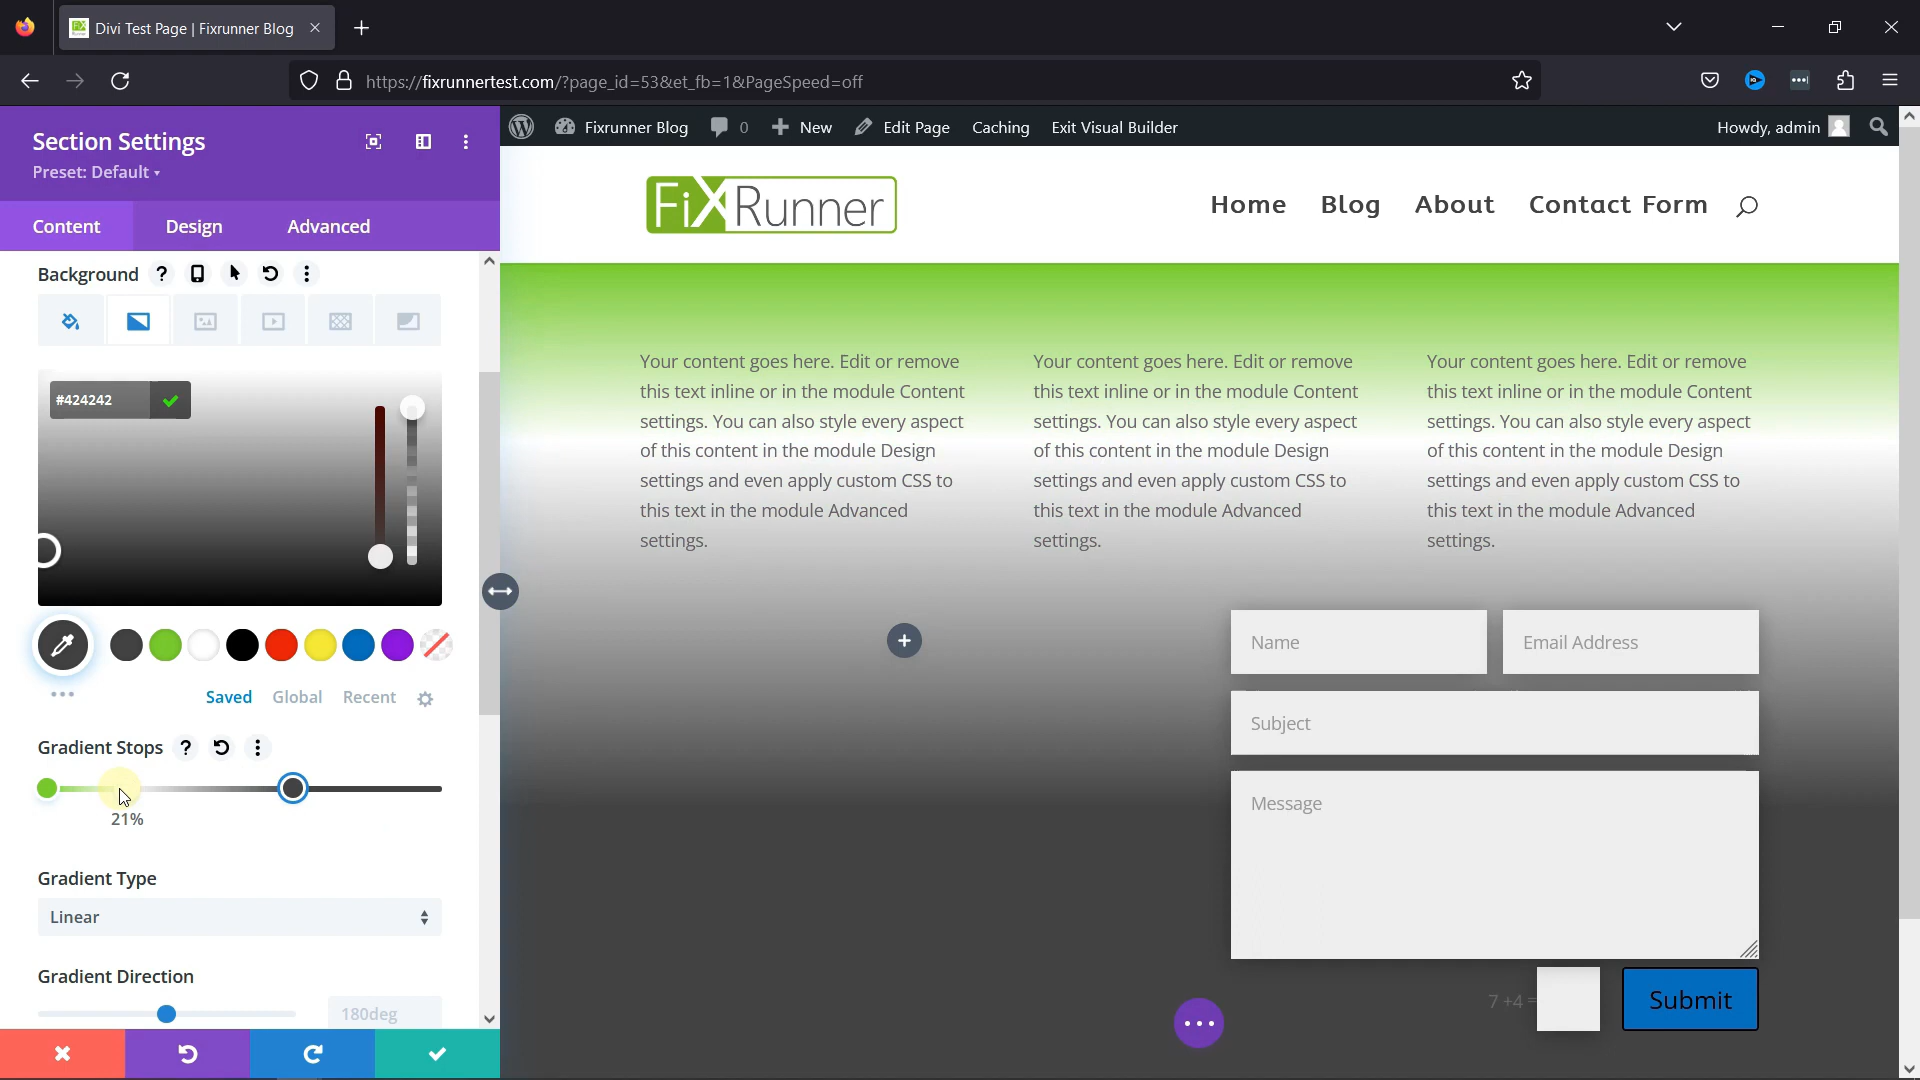 Divi Test Page | Fixrunner Blog
https://fixrunnertest.com/?page_id=53&et_fb=1&PageSpeed=off
Section Settings
Preset: Default
Content
Design
Advanced
Background
#424242
Saved
Global
Recent
Gradient Stops
21%
Gradient Type
Linear
Gradient Direction
180deg
Fixrunner Blog
0
New
Edit Page
Caching
Exit Visual Builder
Howdy, admin
FiXRunner
Home
Blog
About
Contact Form
Your content goes here. Edit or remove
this text inline or in the module Content
settings. You can also style every aspect
of this content in the module Design
settings and even apply custom CSS to
this text in the module Advanced
settings.
Your content goes here. Edit or remove
this text inline or in the module Content
settings. You can also style every aspect
of this content in the module Design
settings and even apply custom CSS to
this text in the module Advanced
settings.
Your content goes here. Edit or remove
this text inline or in the module Content
settings. You can also style every aspect
of this content in the module Design
settings and even apply custom CSS to
this text in the module Advanced
settings.
Name
Email Address
Subject
Message
7 +4 =
Submit